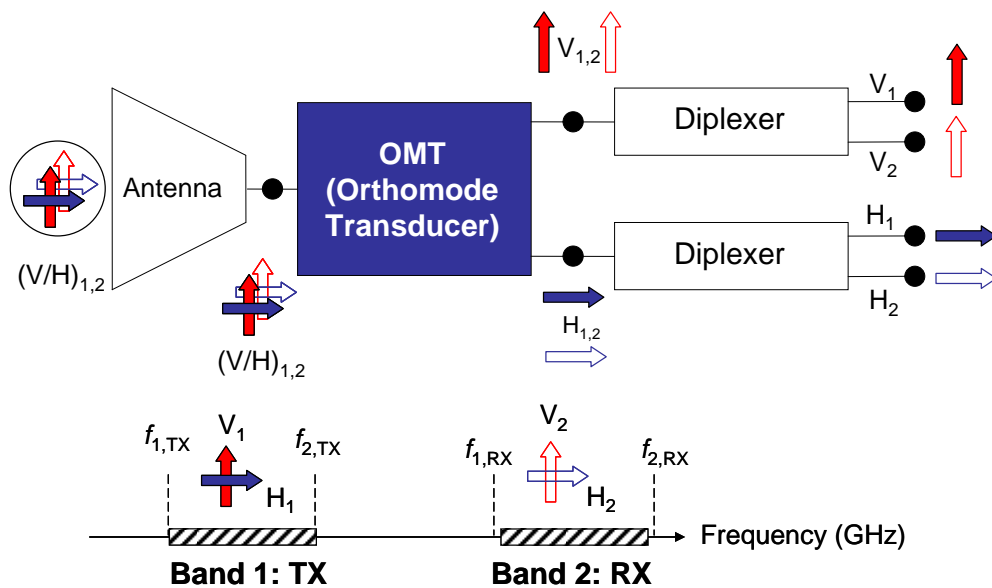 V1,2
Diplexer
V1
V2
OMT
(Orthomode
Transducer)
Antenna
(V/H)1,2
Diplexer
H1
H2
(V/H)1,2
H1,2
f1,TX
V1
f2,TX
H1
f1,RX
V2
f2,RX
H2
Frequency (GHz)
Band 1: TX
Band 2: RX